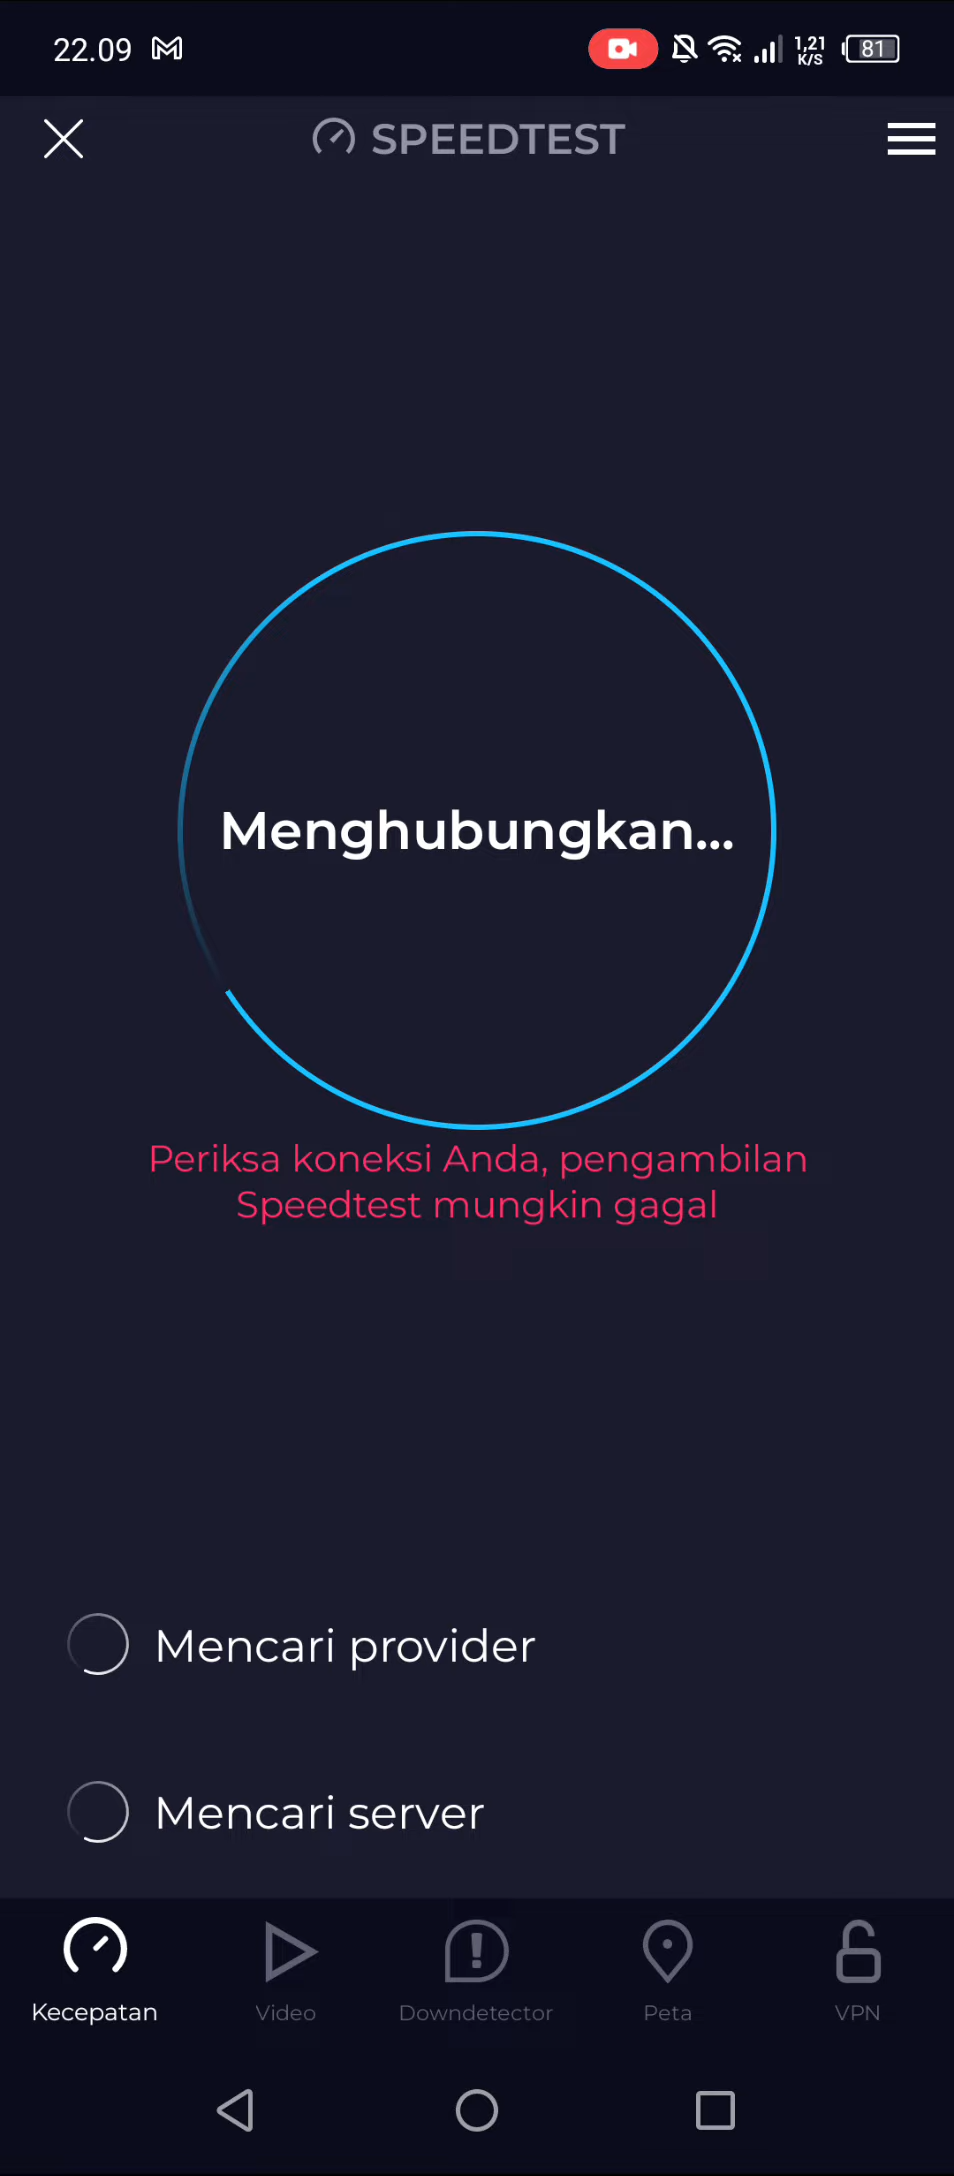 22.09
1,21
K/S
81
SPEEDTEST
Menghubungkan...
Periksa koneksi Anda, pengambilan
Speedtest mungkin gagal
Mencari provider
Mencari server
Kecepatan
Video
Downdetector
Peta
VPN